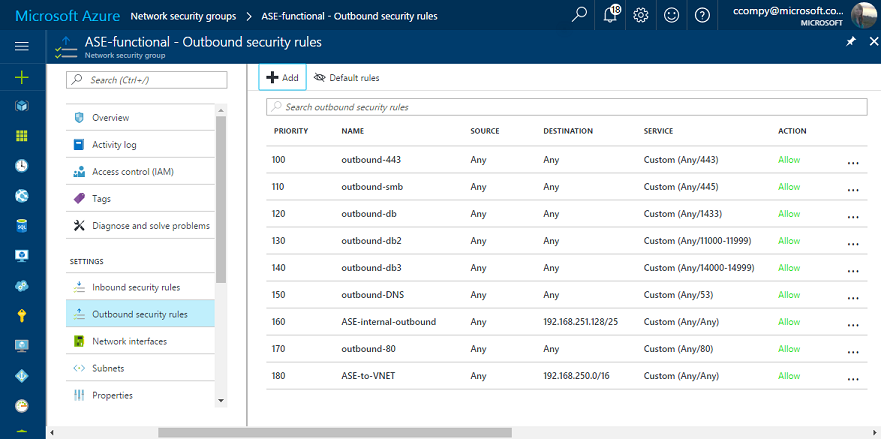 Microsoft Azure Network security groups > ASE-functional - Outbound security rules 18 ccompy@microsoft.co...
MICROSOFT
ASE-functional - Outbound security rules
Network security group
Search (Ctrl+/)
Overview
Activity log
Access control (IAM)
Tags
Diagnose and solve problems
SETTINGS
Inbound security rules
Outbound security rules
Network interfaces
Subnets
Properties
Add Default rules
Search outbound security rules
PRIORITY NAME SOURCE DESTINATION SERVICE ACTION
100 outbound-443 Any Any Custom (Any/443) Allow ...
110 outbound-smb Any Any Custom (Any/445) Allow ...
120 outbound-db Any Any Custom (Any/1433) Allow ...
130 outbound-db2 Any Any Custom (Any/11000-11999) Allow ...
140 outbound-db3 Any Any Custom (Any/14000-14999) Allow ...
150 outbound-DNS Any Any Custom (Any/53) Allow ...
160 ASE-internal-outbound Any 192.168.251.128/25 Custom (Any/Any) Allow ...
170 outbound-80 Any Any Custom (Any/80) Allow ...
180 ASE-to-VNET Any 192.168.250.0/16 Custom (Any/Any) Allow ...